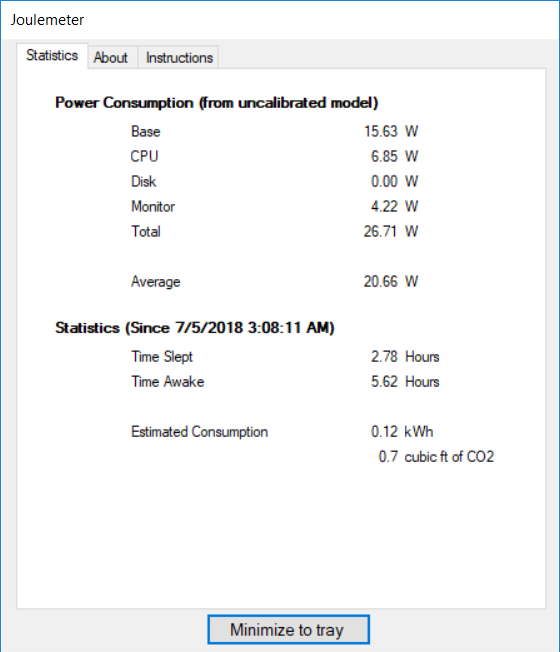 Joulemeter
Statistics About Instructions
Power Consumption (from uncalibrated model)
Base 15.63 W
CPU 6.85 W
Disk 0.00 W
Monitor 4.22 W
Total 26.71 W
Average 20.66 W
Statistics (Since 7/5/2018 3:08:11 AM)
Time Slept 2.78 Hours
Time Awake 5.62 Hours
Estimated Consumption 0.12 kWh
0.7 cubic ft of CO2
Minimize to tray